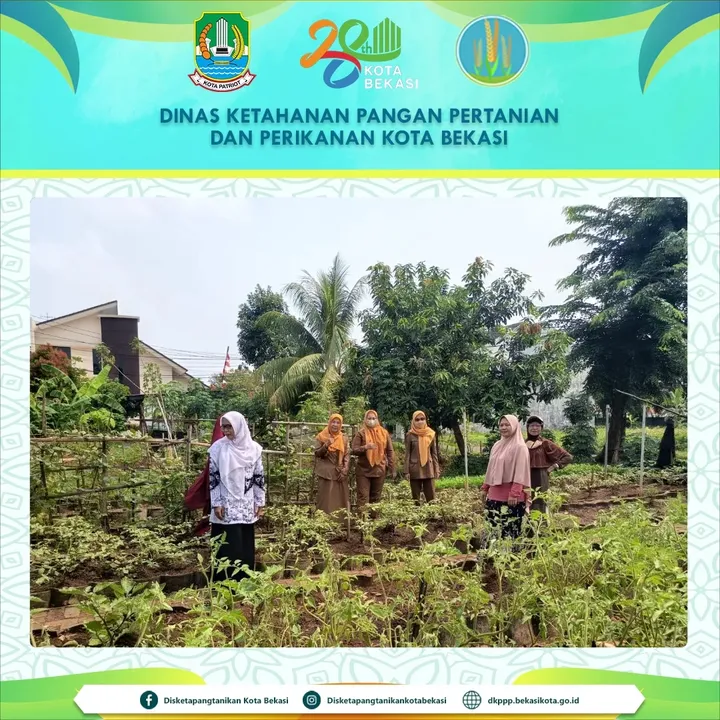 KOTA PATRIOT
28th
KOTA
BEKASI
DINAS KETAHANAN PANGAN PERTANIAN
DAN PERIKANAN KOTA BEKASI
Disketapangtanikan Kota Bekasi
Disketapangtanikankotabekasi
dkppp.bekasikota.go.id